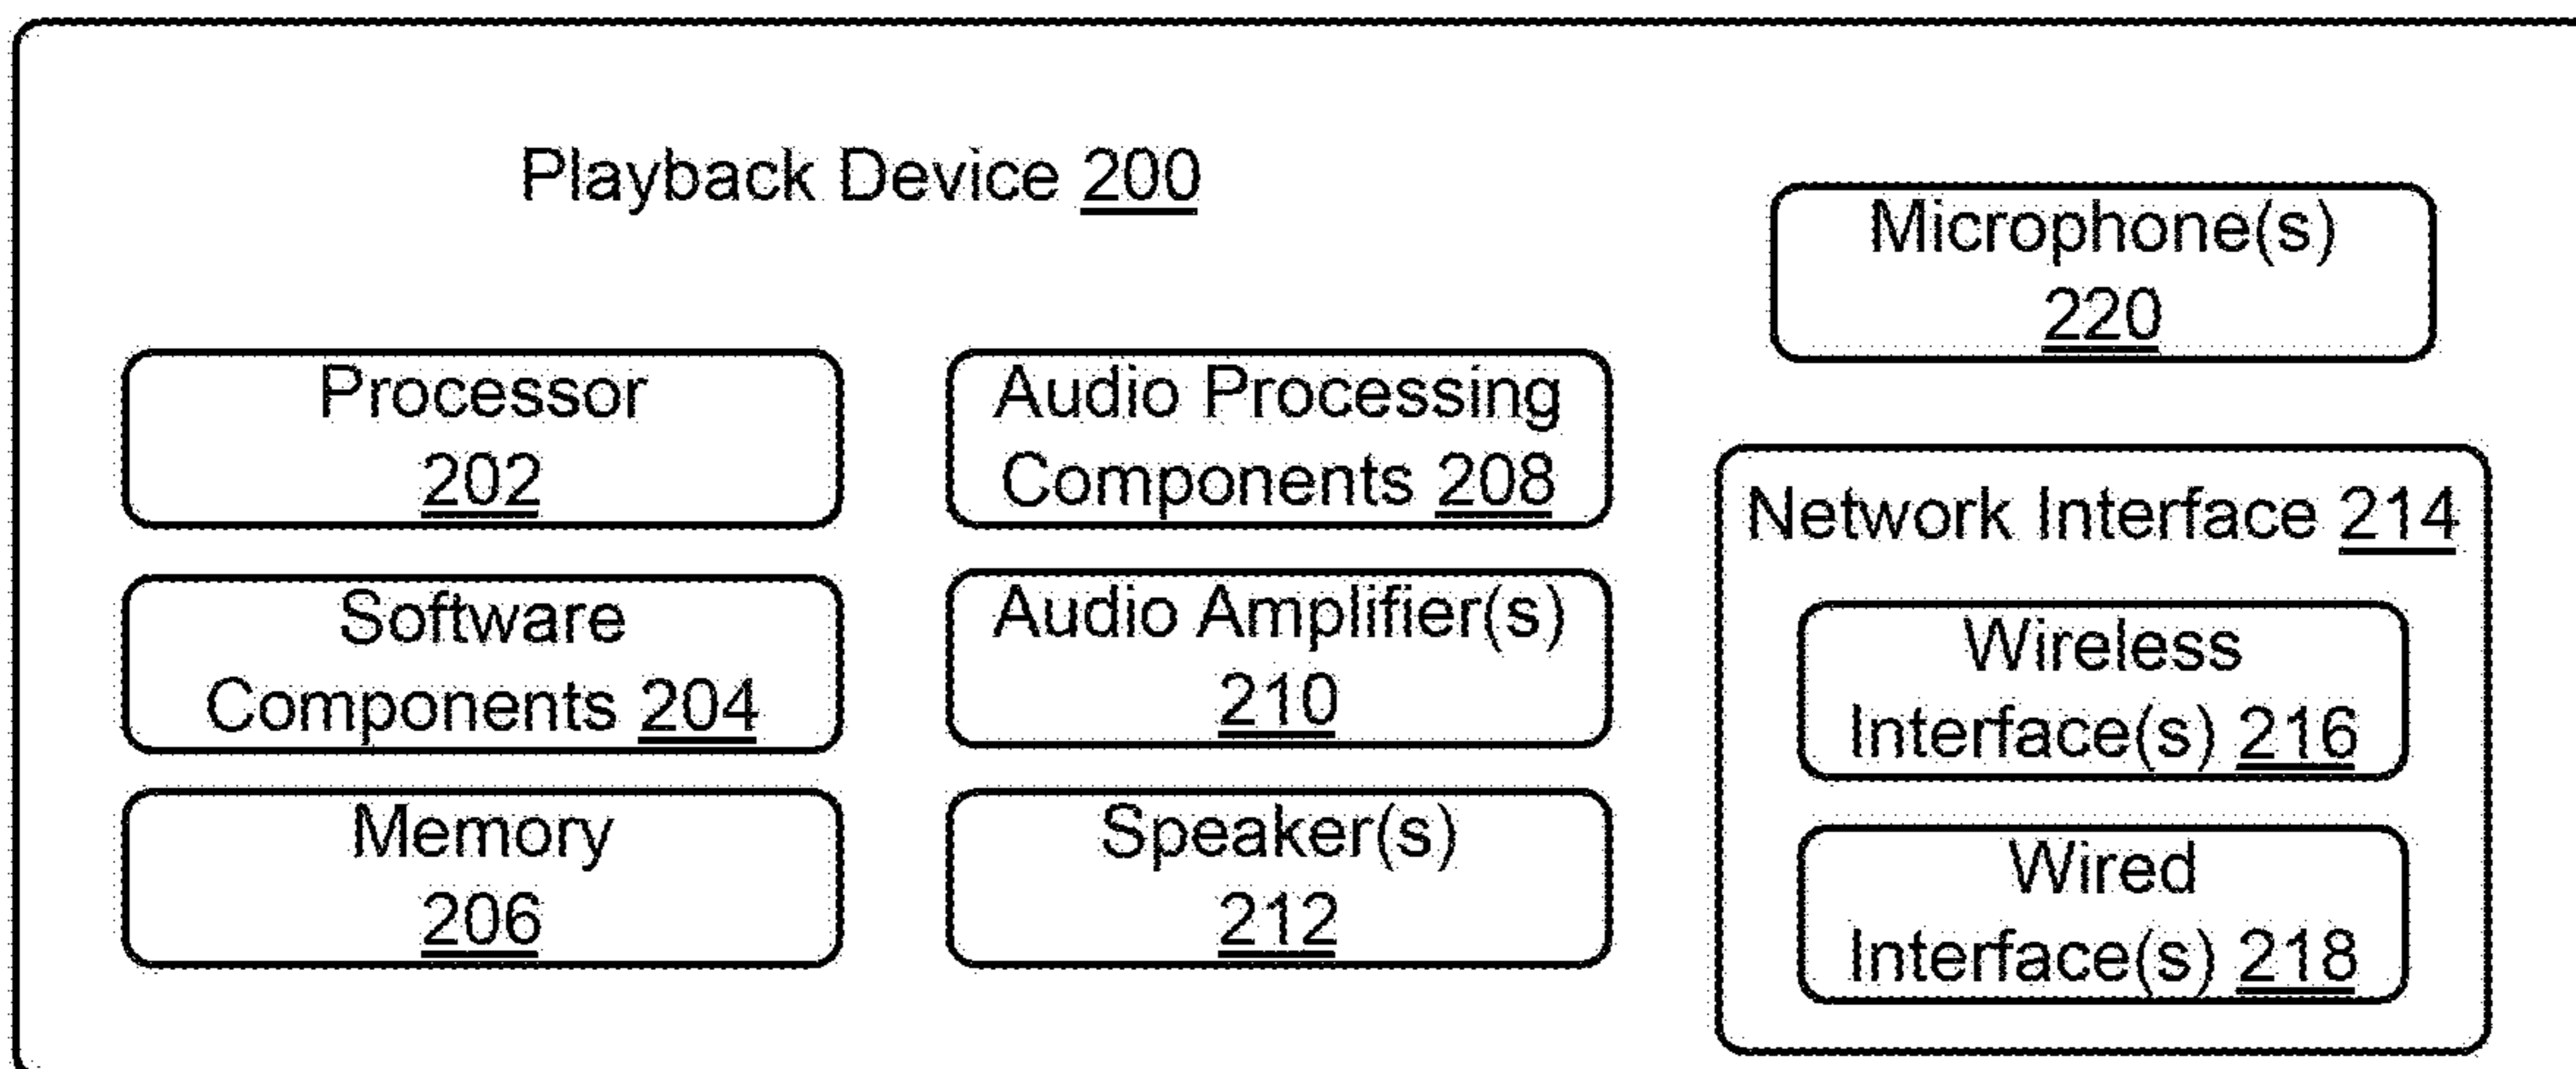 Playback Device 200
Processor
202
Software
Components 204
Memory
206
Audio Processing
Components 208
Audio Amplifier(s)
210
Speaker(s)
212
Microphone(s)
220
Network Interface 214
Wireless
Interface(s) 216
Wired
Interface(s) 218